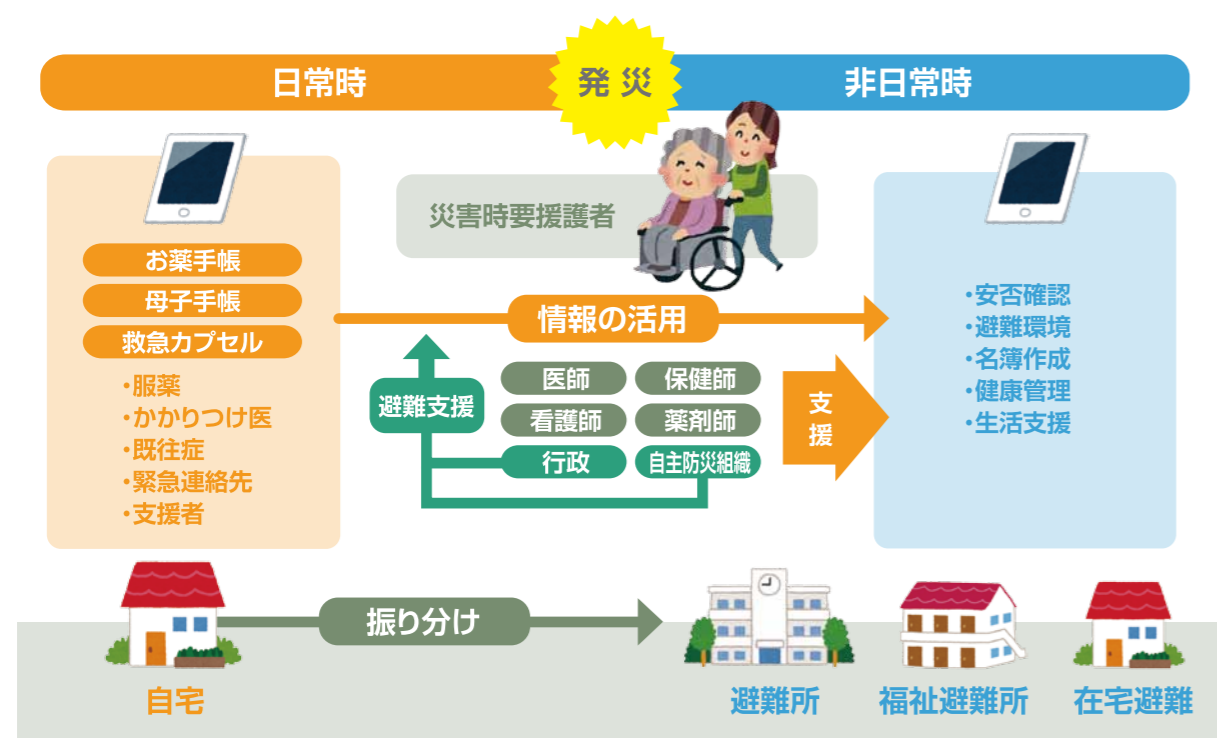 日常時
発災
非日常時
災害時要援護者
お薬手帳
母子手帳
救急カプセル
・服薬
・かかりつけ医
・既往症
・緊急連絡先
・支援者
情報の活用
避難支援
医師
保健師
看護師
薬剤師
行政
自主防災組織
支援
・安否確認
・避難環境
・名簿作成
・健康管理
・生活支援
振り分け
自宅
避難所
福祉避難所
在宅避難